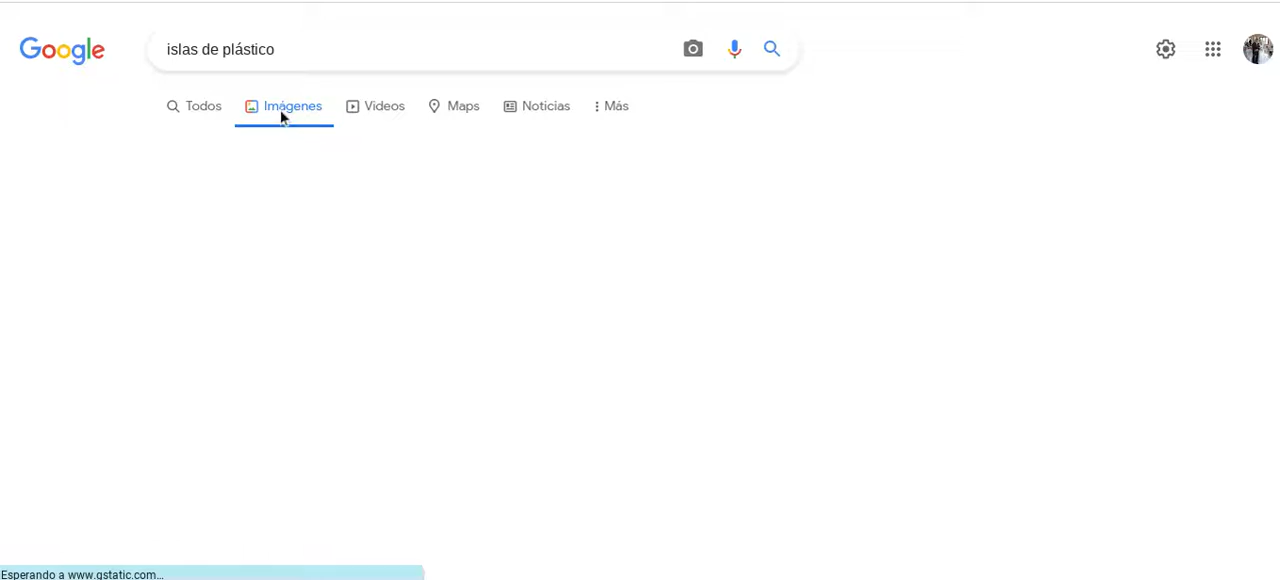 Google
islas de plástico
Todos
Imágenes
Videos
Maps
Noticias
Más
Esperando a www.gstatic.com...